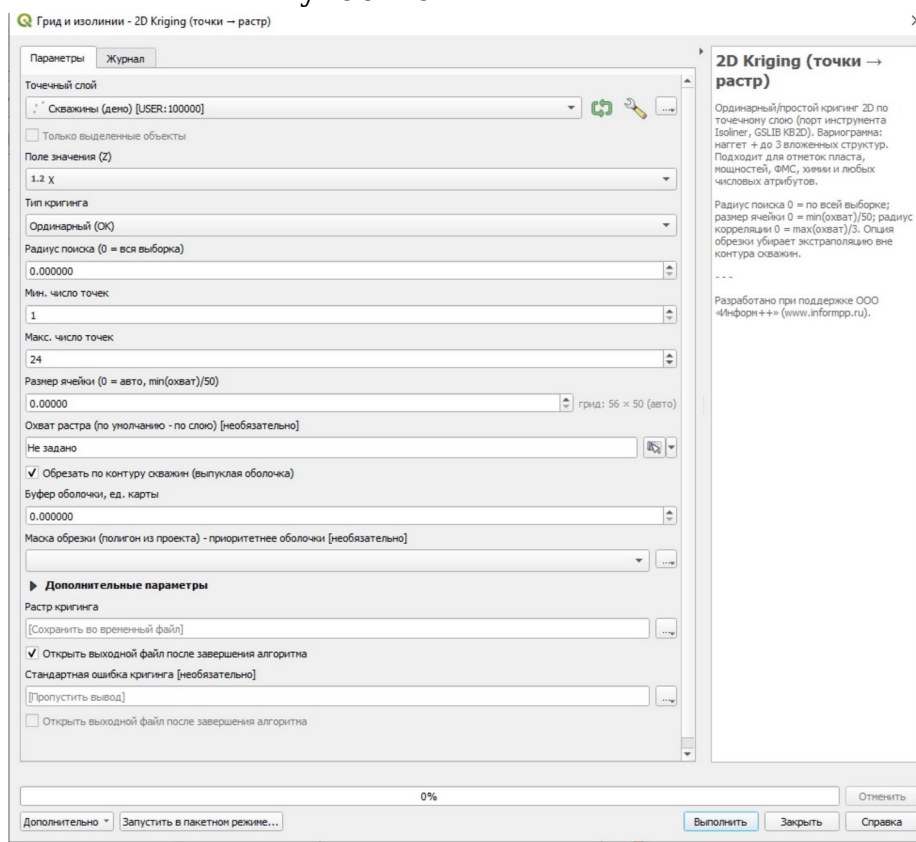 Грид и изолинии - 2D Kriging (точки → растр)
Параметры
Журнал
Точечный слой
Скважины (демо) [USER:100000]
Только выделенные объекты
Поле значения (Z)
1.2 X
Тип кригинга
Ординарный (OK)
Радиус поиска (0 = вся выборка)
0.000000
Мин. число точек
1
Макс. число точек
24
Размер ячейки (0 = авто, min(охват)/50)
0.00000
грид: 56 × 50 (авто)
Охват растра (по умолчанию - по слою) [необязательно]
Не задано
Обрезать по контуру скважин (выпуклая оболочка)
Буфер оболочки, ед. карты
0.000000
Маска обрезки (полигон из проекта) - приоритетнее оболочки [необязательно]
Дополнительные параметры
Растр кригинга
[Сохранить во временный файл]
Открыть выходной файл после завершения алгоритма
Стандартная ошибка кригинга [необязательно]
[Пропустить вывод]
Открыть выходной файл после завершения алгоритма
2D Kriging (точки →
растр)
Ординарный/простой кригинг 2D по
точечному слою (порт инструмента
Isoliner, GSLIB KB2D). Вариограмма:
наггет + до 3 вложенных структур.
Подходит для отметок пласта,
мощностей, ФМС, химии и любых
числовых атрибутов.
Радиус поиска 0 = по всей выборке;
размер ячейки 0 = min(охват)/50; радиус
корреляции 0 = max(охват)/3. Опция
обрезки убирает экстраполяцию вне
контура скважин.
- - -
Разработано при поддержке ООО
«Информ++» (www.informpp.ru).
0%
Отменить
Дополнительно
Запустить в пакетном режиме...
Выполнить
Закрыть
Справка